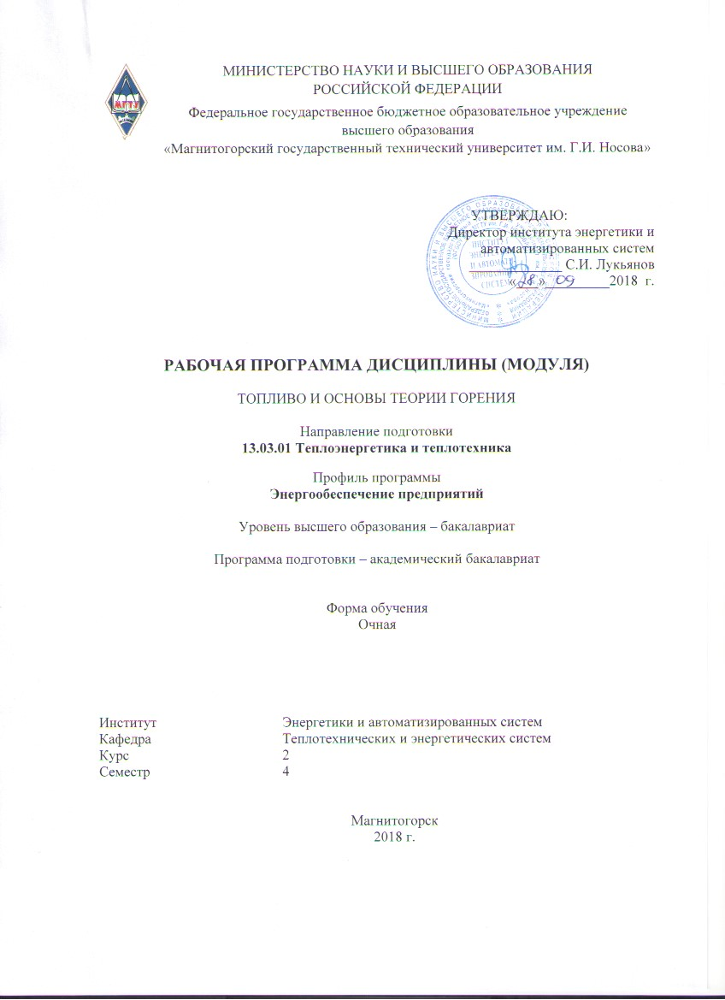 МГТУ
МИНИСТЕРСТВО НАУКИ И ВЫСШЕГО ОБРАЗОВАНИЯ
РОССИЙСКОЙ ФЕДЕРАЦИИ
Федеральное государственное бюджетное образовательное учреждение
высшего образования
«Магнитогорский государственный технический университет им. Г.И. Носова»
УТВЕРЖДАЮ:
Директор института энергетики и
автоматизированных систем
С.И. Лукьянов
«28» 09 2018 г.
РАБОЧАЯ ПРОГРАММА ДИСЦИПЛИНЫ (МОДУЛЯ)
ТОПЛИВО И ОСНОВЫ ТЕОРИИ ГОРЕНИЯ
Направление подготовки
13.03.01 Теплоэнергетика и теплотехника
Профиль программы
Энергообеспечение предприятий
Уровень высшего образования – бакалавриат
Программа подготовки – академический бакалавриат
Форма обучения
Очная
Институт Энергетики и автоматизированных систем
Кафедра Теплотехнических и энергетических систем
Курс 2
Семестр 4
Магнитогорск
2018 г.